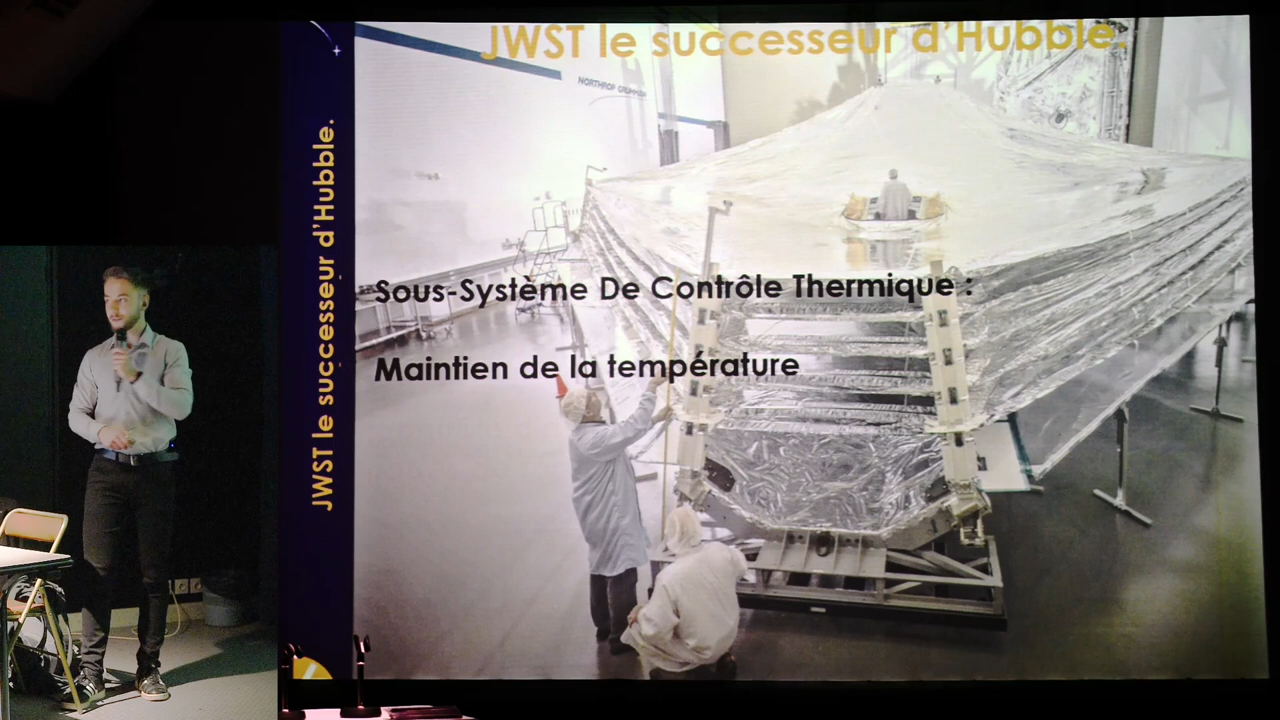 JWST le successeur d'Hubble.
JWST le successeur d'Hubble.
NORTHROP GRUMMAN
Sous-Système De Contrôle Thermique :
Maintien de la température